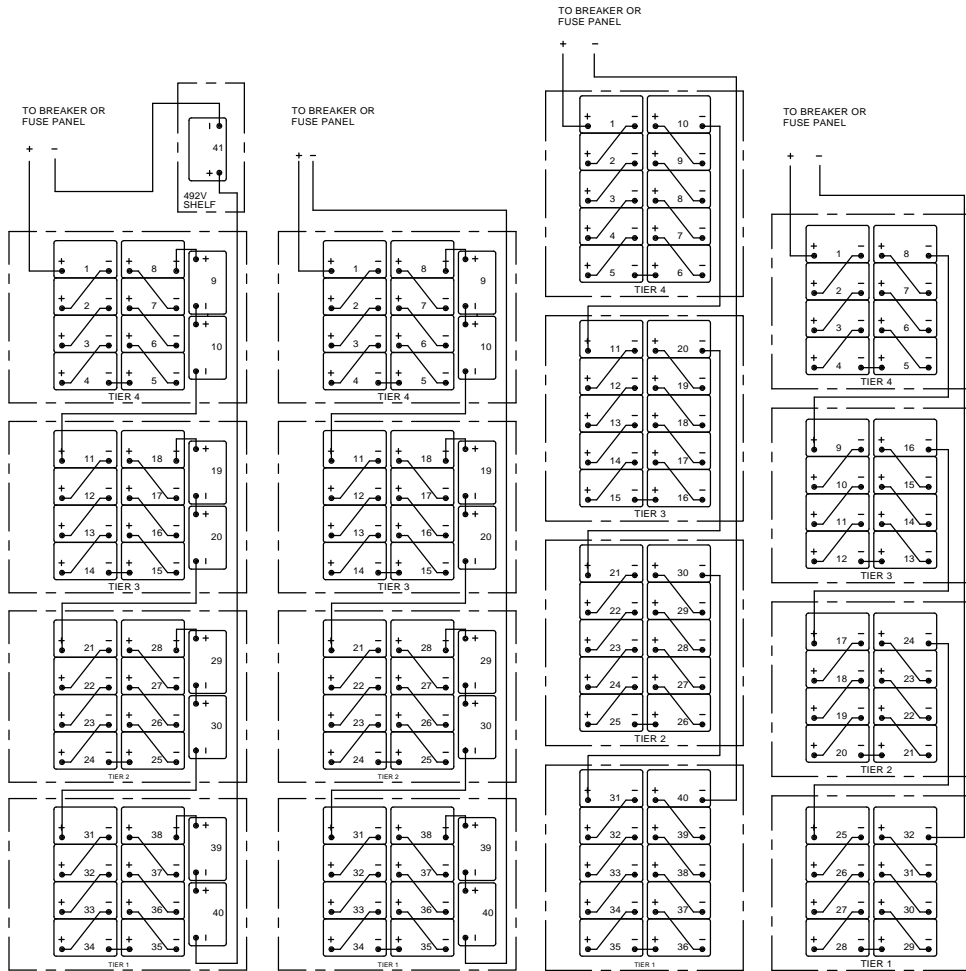 TO BREAKER OR
FUSE PANEL
+ −
− 41 +
492V
SHELF
+ 1 − + 8 − + 9 −
+ 2 − + 7 −
+ 3 − + 6 − + 10 −
+ 4 − + 5 −
TIER 4
+ 11 − + 18 − + 19 −
+ 12 − + 17 −
+ 13 − + 16 − + 20 −
+ 14 − + 15 −
TIER 3
+ 21 − + 28 − + 29 −
+ 22 − + 27 −
+ 23 − + 26 − + 30 −
+ 24 − + 25 −
TIER 2
+ 31 − + 38 − + 39 −
+ 32 − + 37 −
+ 33 − + 36 − + 40 −
+ 34 − + 35 −
TIER 1
TO BREAKER OR
FUSE PANEL
+ −
+ 1 − + 8 − + 9 −
+ 2 − + 7 −
+ 3 − + 6 − + 10 −
+ 4 − + 5 −
TIER 4
+ 11 − + 18 − + 19 −
+ 12 − + 17 −
+ 13 − + 16 − + 20 −
+ 14 − + 15 −
TIER 3
+ 21 − + 28 − + 29 −
+ 22 − + 27 −
+ 23 − + 26 − + 30 −
+ 24 − + 25 −
TIER 2
+ 31 − + 38 − + 39 −
+ 32 − + 37 −
+ 33 − + 36 − + 40 −
+ 34 − + 35 −
TIER 1
TO BREAKER OR
FUSE PANEL
+ −
+ 1 − + 10 −
+ 2 − + 9 −
+ 3 − + 8 −
+ 4 − + 7 −
+ 5 − + 6 −
TIER 4
+ 11 − + 20 −
+ 12 − + 19 −
+ 13 − + 18 −
+ 14 − + 17 −
+ 15 − + 16 −
TIER 3
+ 21 − + 30 −
+ 22 − + 29 −
+ 23 − + 28 −
+ 24 − + 27 −
+ 25 − + 26 −
TIER 2
+ 31 − + 40 −
+ 32 − + 39 −
+ 33 − + 38 −
+ 34 − + 37 −
+ 35 − + 36 −
TIER 1
TO BREAKER OR
FUSE PANEL
+ −
+ 1 − + 8 −
+ 2 − + 7 −
+ 3 − + 6 −
+ 4 − + 5 −
TIER 4
+ 9 − + 16 −
+ 10 − + 15 −
+ 11 − + 14 −
+ 12 − + 13 −
TIER 3
+ 17 − + 24 −
+ 18 − + 23 −
+ 19 − + 22 −
+ 20 − + 21 −
TIER 2
+ 25 − + 32 −
+ 26 − + 31 −
+ 27 − + 30 −
+ 28 − + 29 −
TIER 1